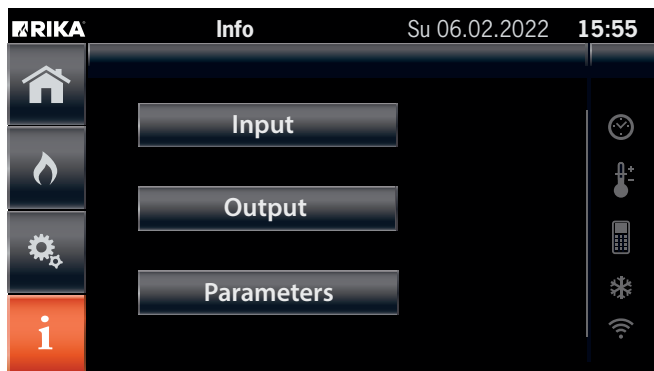 RIKA Info Su 06.02.2022 15:55
Input
Output
Parameters
i